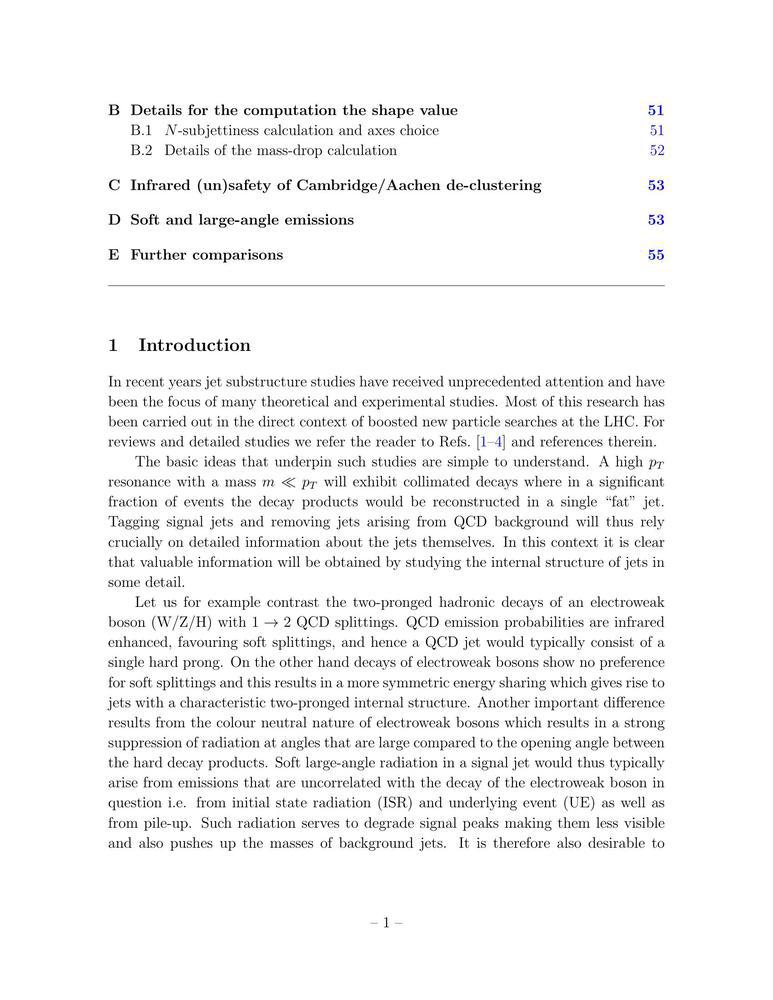 B Details for the computation the shape value 51
B.1 N-subjettiness calculation and axes choice 51
B.2 Details of the mass-drop calculation 52
C Infrared (un)safety of Cambridge/Aachen de-clustering 53
D Soft and large-angle emissions 53
E Further comparisons 55
1 Introduction
In recent years jet substructure studies have received unprecedented attention and have
been the focus of many theoretical and experimental studies. Most of this research has
been carried out in the direct context of boosted new particle searches at the LHC. For
reviews and detailed studies we refer the reader to Refs. [1–4] and references therein.
The basic ideas that underpin such studies are simple to understand. A high p_T
resonance with a mass m ≪ p_T will exhibit collimated decays where in a significant
fraction of events the decay products would be reconstructed in a single “fat” jet.
Tagging signal jets and removing jets arising from QCD background will thus rely
crucially on detailed information about the jets themselves. In this context it is clear
that valuable information will be obtained by studying the internal structure of jets in
some detail.
Let us for example contrast the two-pronged hadronic decays of an electroweak
boson (W/Z/H) with 1 → 2 QCD splittings. QCD emission probabilities are infrared
enhanced, favouring soft splittings, and hence a QCD jet would typically consist of a
single hard prong. On the other hand decays of electroweak bosons show no preference
for soft splittings and this results in a more symmetric energy sharing which gives rise to
jets with a characteristic two-pronged internal structure. Another important difference
results from the colour neutral nature of electroweak bosons which results in a strong
suppression of radiation at angles that are large compared to the opening angle between
the hard decay products. Soft large-angle radiation in a signal jet would thus typically
arise from emissions that are uncorrelated with the decay of the electroweak boson in
question i.e. from initial state radiation (ISR) and underlying event (UE) as well as
from pile-up. Such radiation serves to degrade signal peaks making them less visible
and also pushes up the masses of background jets. It is therefore also desirable to
– 1 –